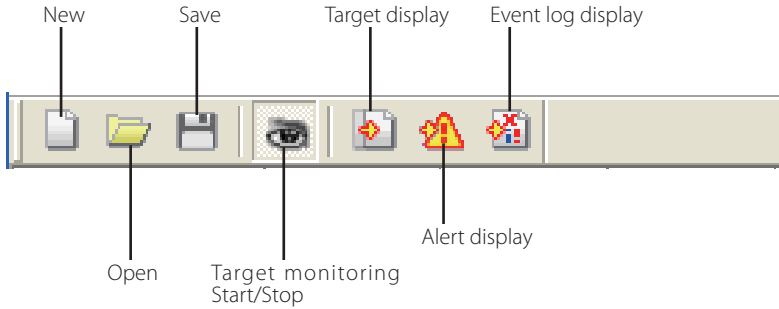 New
Save
Target display
Event log display
Alert display
Open
Target monitoring
Start/Stop